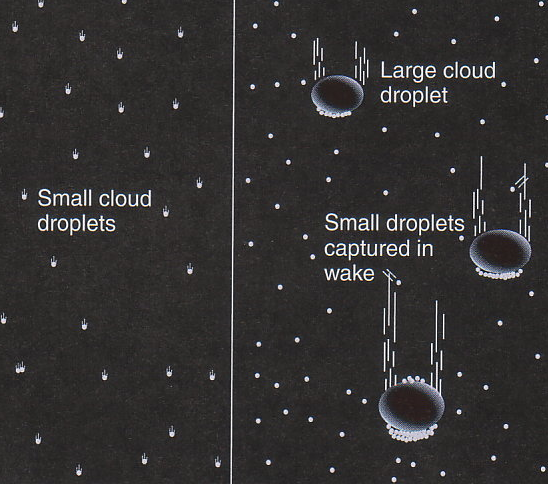 Small cloud
droplets
Large cloud
droplet
Small droplets
captured in
wake